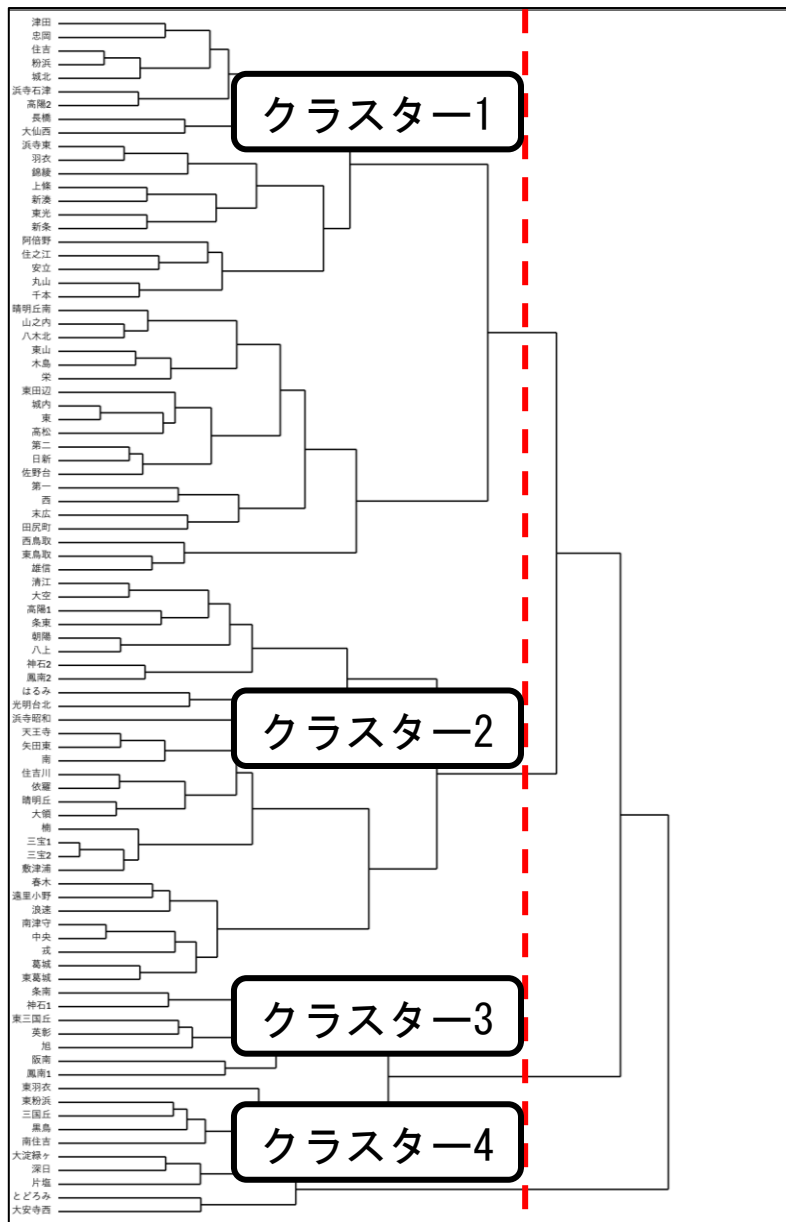 津田
忠岡
住吉
粉浜
城北
浜寺石津
高陽2
長橋
大仙西
クラスター1
浜寺東
羽衣
錦綾
上條
新湊
東光
新条
阿倍野
住之江
安立
丸山
千本
晴明丘南
山之内
八木北
東山
木島
栄
東田辺
城内
東
高松
第二
日新
佐野台
第一
西
末広
田尻町
西鳥取
東鳥取
雄信
清江
大空
高陽1
条東
朝陽
八上
神石2
鳳南2
はるみ
光明台北
浜寺昭和
クラスター2
天王寺
矢田東
南
住吉川
依羅
晴明丘
大領
楠
三宝1
三宝2
敷津浦
春木
遠里小野
浪速
南津守
中央
戎
葛城
東葛城
条南
神石1
東三国丘
クラスター3
英彰
旭
阪南
鳳南1
東羽衣
東粉浜
三国丘
黒鳥
南住吉
クラスター4
大淀緑ヶ
深日
片塩
とどろみ
大安寺西